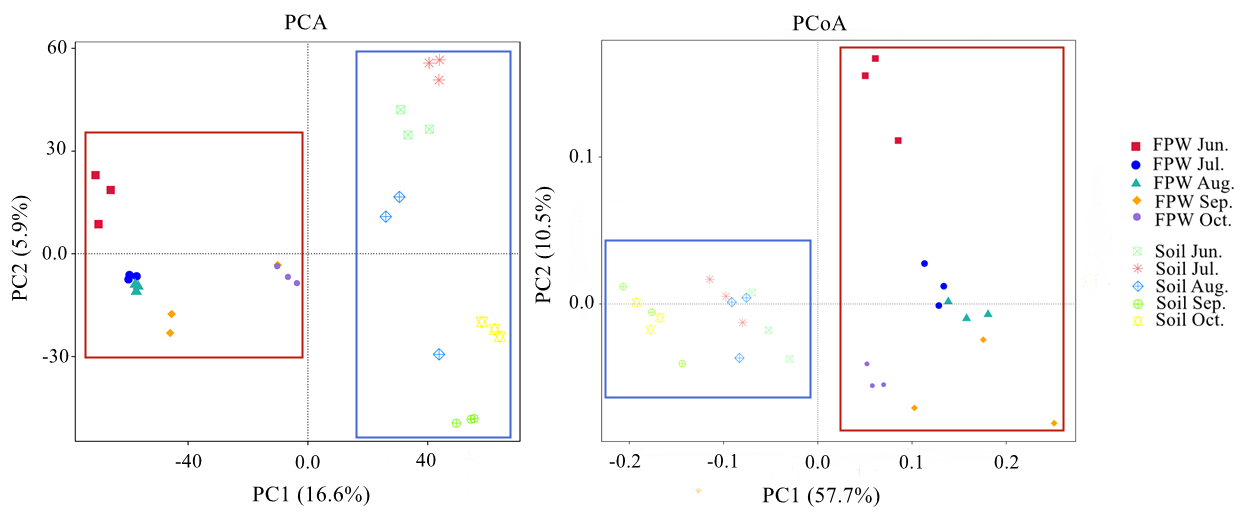 PCA
60
30
0.0
-30
PC2 (5.9%)
-40
0.0
40
PC1 (16.6%)
PCoA
0.1
0.0
PC2 (10.5%)
-0.2
-0.1
0.0
0.1
0.2
PC1 (57.7%)
FPW Jun.
FPW Jul.
FPW Aug.
FPW Sep.
FPW Oct.
Soil Jun.
Soil Jul.
Soil Aug.
Soil Sep.
Soil Oct.